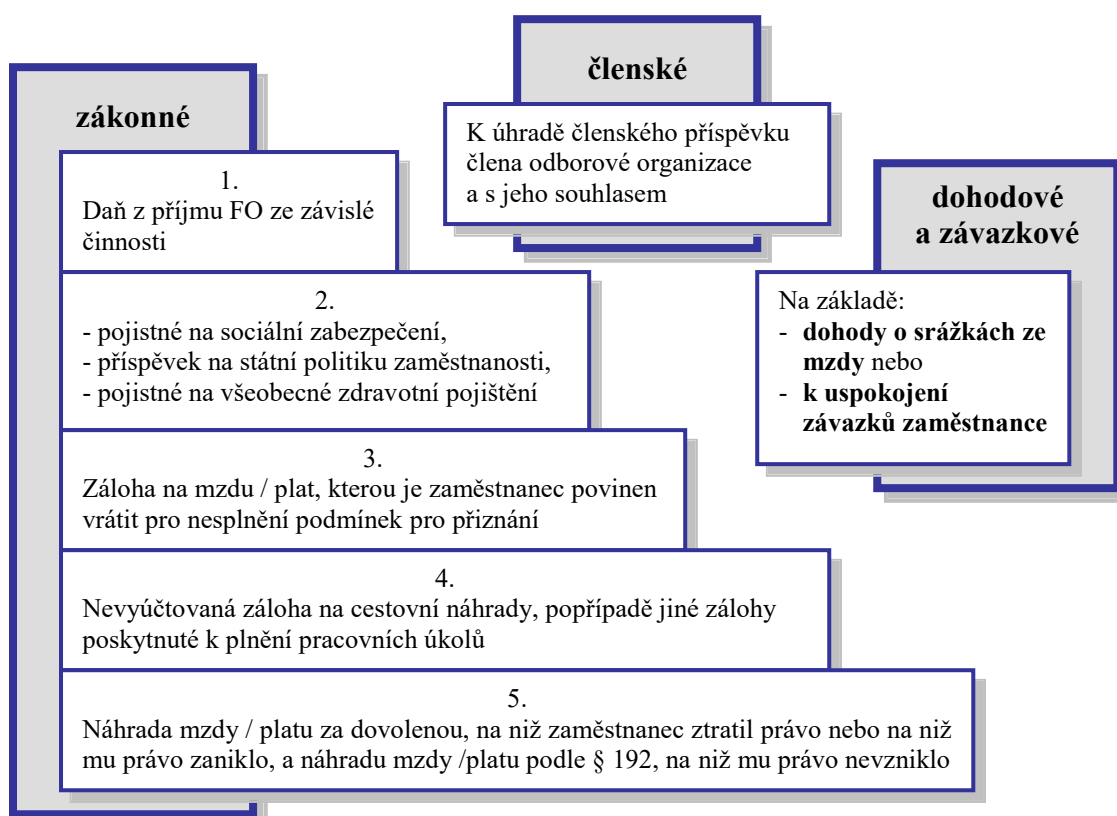 zákonné
1.
Daň z příjmu FO ze závislé
činnosti
2.
- pojistné na sociální zabezpečení,
- příspěvek na státní politiku zaměstnanosti,
- pojistné na všeobecné zdravotní pojištění
3.
Záloha na mzdu / plat, kterou je zaměstnanec povinen
vrátit pro nesplnění podmínek pro přiznání
4.
Nevyúčtovaná záloha na cestovní náhrady, popřípadě jiné zálohy
poskytnuté k plnění pracovních úkolů
5.
Náhrada mzdy / platu za dovolenou, na niž zaměstnanec ztratil právo nebo na niž
mu právo zaniklo, a náhradu mzdy /platu podle § 192, na niž mu právo nevzniklo
členské
K úhradě členského příspěvku
člena odborové organizace
a s jeho souhlasem
dohodové
a závazkové
Na základě:
- dohody o srážkách ze
mzdy nebo
- k uspokojení
závazků zaměstnance